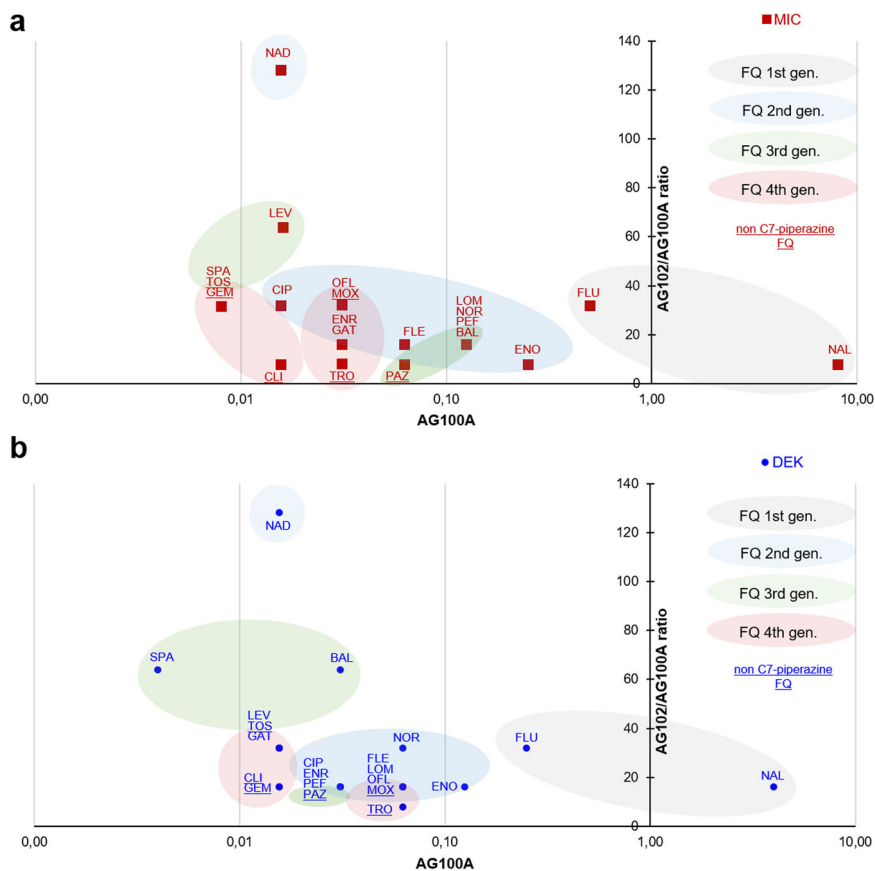 a
MIC
140
NAD
FQ 1st gen.
120
FQ 2nd gen.
100
FQ 3rd gen.
80
FQ 4th gen.
LEV
non C7-piperazine
FQ
60
AG102/AG100A ratio
SPA
TOS
GEM
CIP
OFL
MOX
LOM
NOR
PEF
BAL
FLU
40
ENR
GAT
FLE
20
ENO
NAL
CLI
TRO
PAZ
0
0,00
0,01
0,10
1,00
10,00
AG100A
b
DEK
140
NAD
FQ 1st gen.
120
FQ 2nd gen.
100
FQ 3rd gen.
80
FQ 4th gen.
SPA
BAL
non C7-piperazine
FQ
60
AG102/AG100A ratio
LEV
TOS
GAT
NOR
FLU
40
CLI
GEM
CIP
ENR
PEF
PAZ
FLE
LOM
OFL
MOX
ENO
NAL
20
TRO
0
0,00
0,01
0,10
1,00
10,00
AG100A